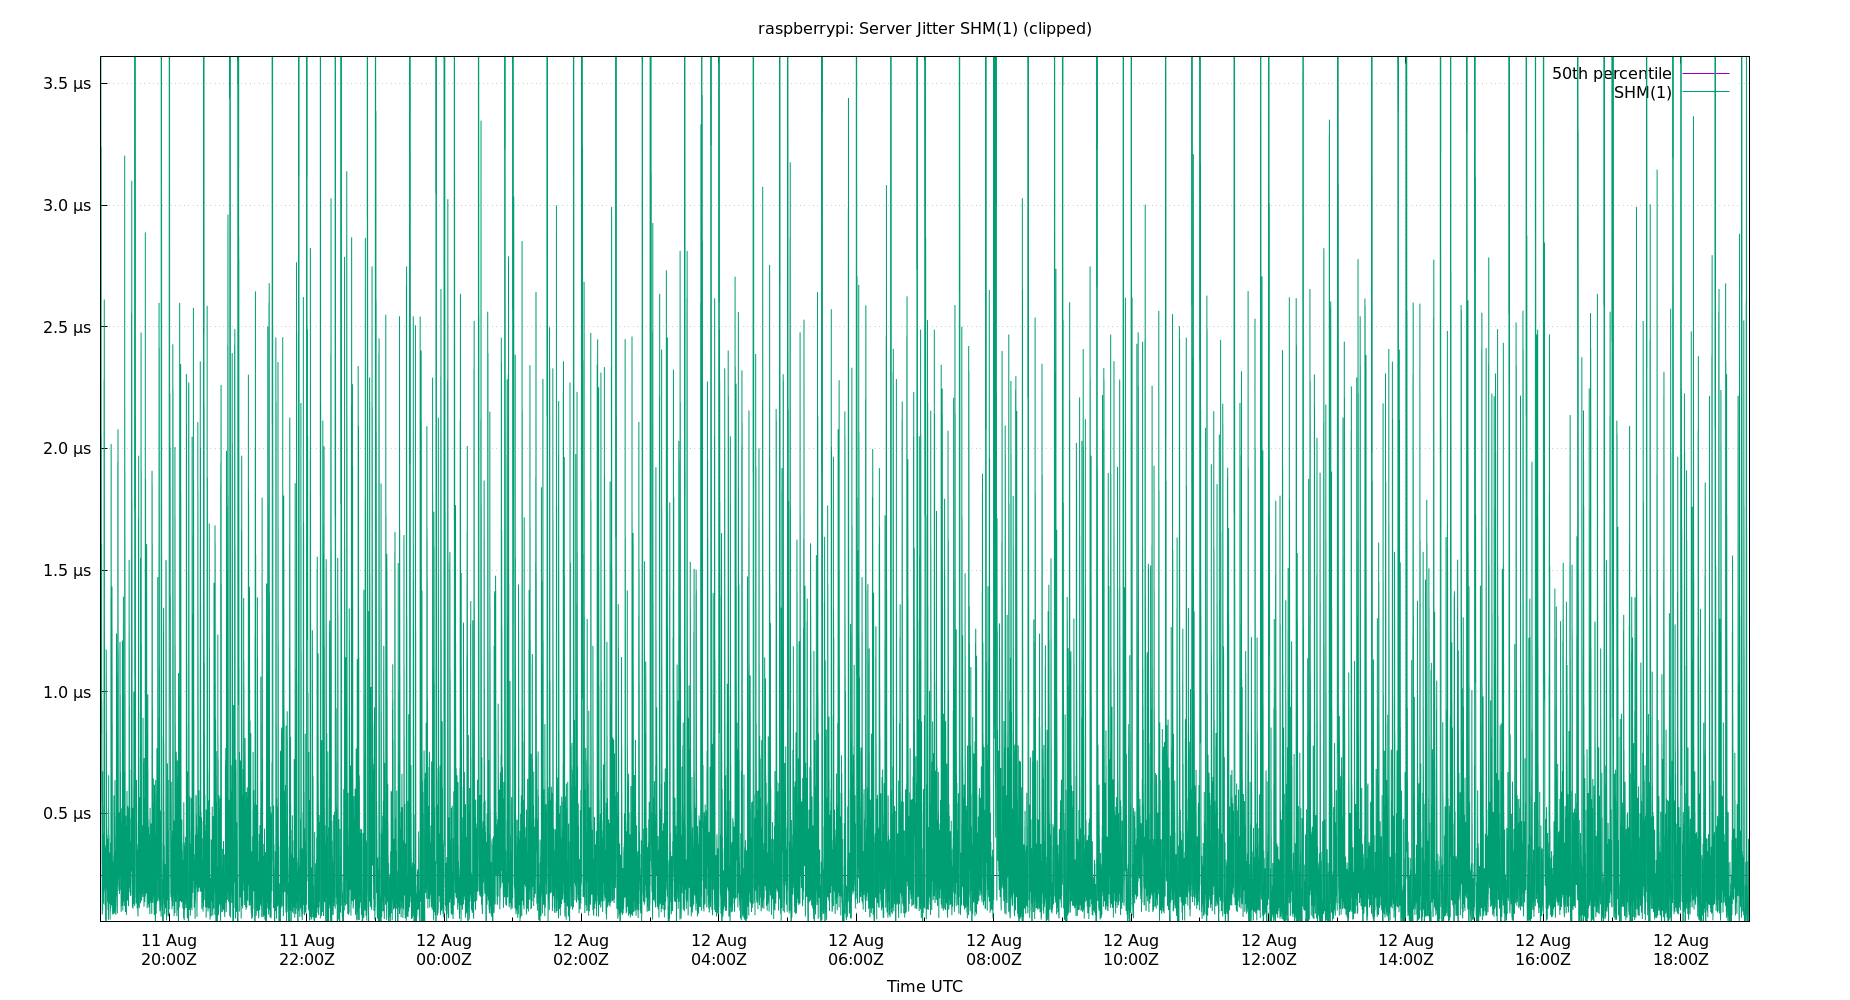 raspberrypi: Server Jitter SHM(1) (clipped)
50th percentile
SHM(1)
3.5 µs
3.0 µs
2.5 µs
2.0 µs
1.5 µs
1.0 µs
0.5 µs
11 Aug 11 Aug 12 Aug 12 Aug 12 Aug 12 Aug 12 Aug 12 Aug 12 Aug 12 Aug 12 Aug 12 Aug
20:00Z 22:00Z 00:00Z 02:00Z 04:00Z 06:00Z 08:00Z 10:00Z 12:00Z 14:00Z 16:00Z 18:00Z
Time UTC